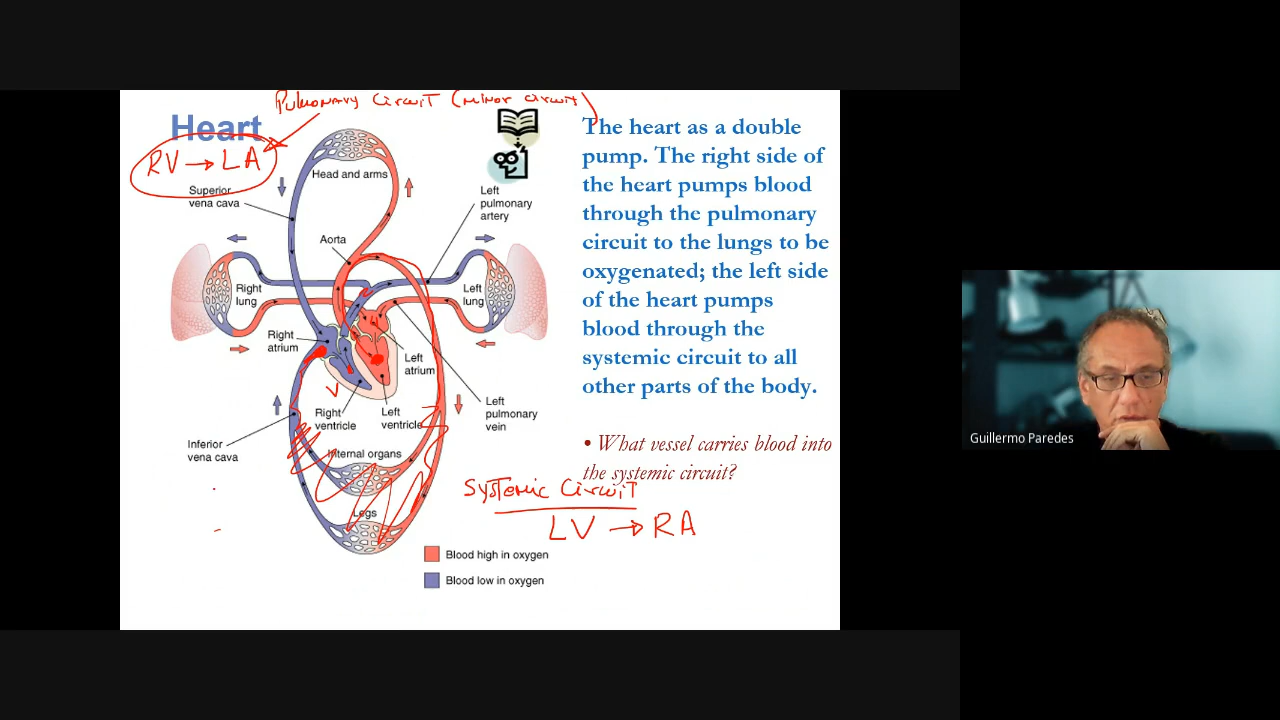 Pulmonary circuit (minor circuit)
Heart
RV → LA
Head and arms
Superior
vena cava
Left
pulmonary
artery
Aorta
Right
lung
Left
lung
Right
atrium
Left
atrium
Right
ventricle
Left
ventricle
Left
pulmonary
vein
Inferior
vena cava
Internal organs
Legs
Blood high in oxygen
Blood low in oxygen
The heart as a double
pump. The right side of
the heart pumps blood
through the pulmonary
circuit to the lungs to be
oxygenated; the left side
of the heart pumps
blood through the
systemic circuit to all
other parts of the body.
• What vessel carries blood into
the systemic circuit?
Systemic Circuit
LV → RA
Guillermo Paredes